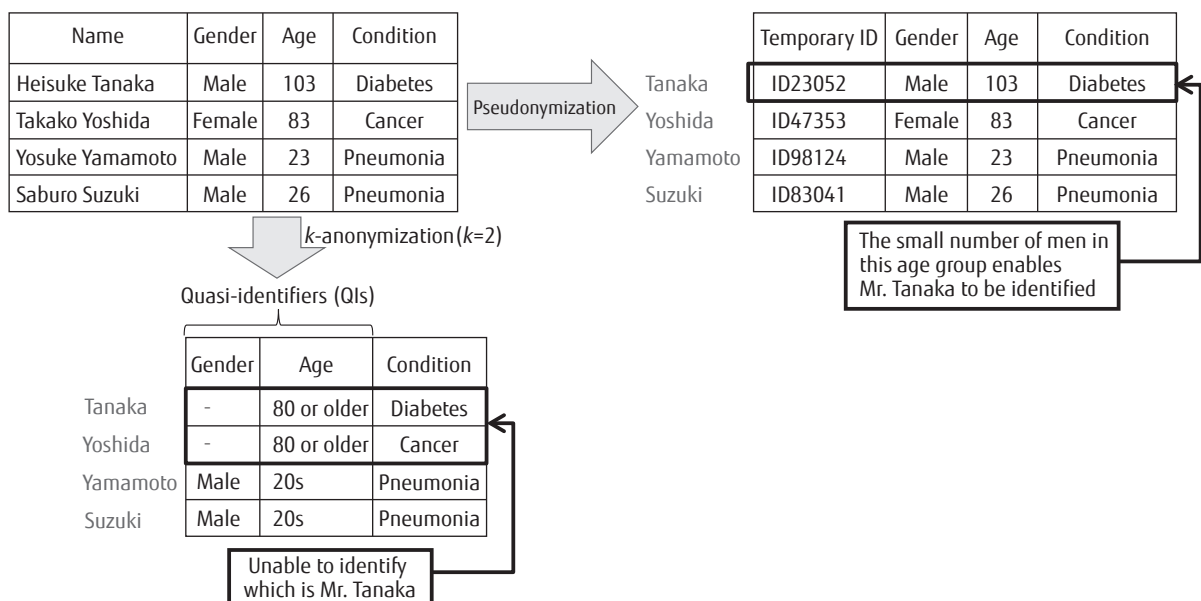 Name Gender Age Condition
Heisuke Tanaka Male 103 Diabetes
Takako Yoshida Female 83 Cancer
Yosuke Yamamoto Male 23 Pneumonia
Saburo Suzuki Male 26 Pneumonia
Pseudonymization
Temporary ID Gender Age Condition
Tanaka ID23052 Male 103 Diabetes
Yoshida ID47353 Female 83 Cancer
Yamamoto ID98124 Male 23 Pneumonia
Suzuki ID83041 Male 26 Pneumonia
The small number of men in
this age group enables
Mr. Tanaka to be identified
k-anonymization (k=2)
Quasi-identifiers (QIs)
Gender Age Condition
Tanaka - 80 or older Diabetes
Yoshida - 80 or older Cancer
Yamamoto Male 20s Pneumonia
Suzuki Male 20s Pneumonia
Unable to identify
which is Mr. Tanaka